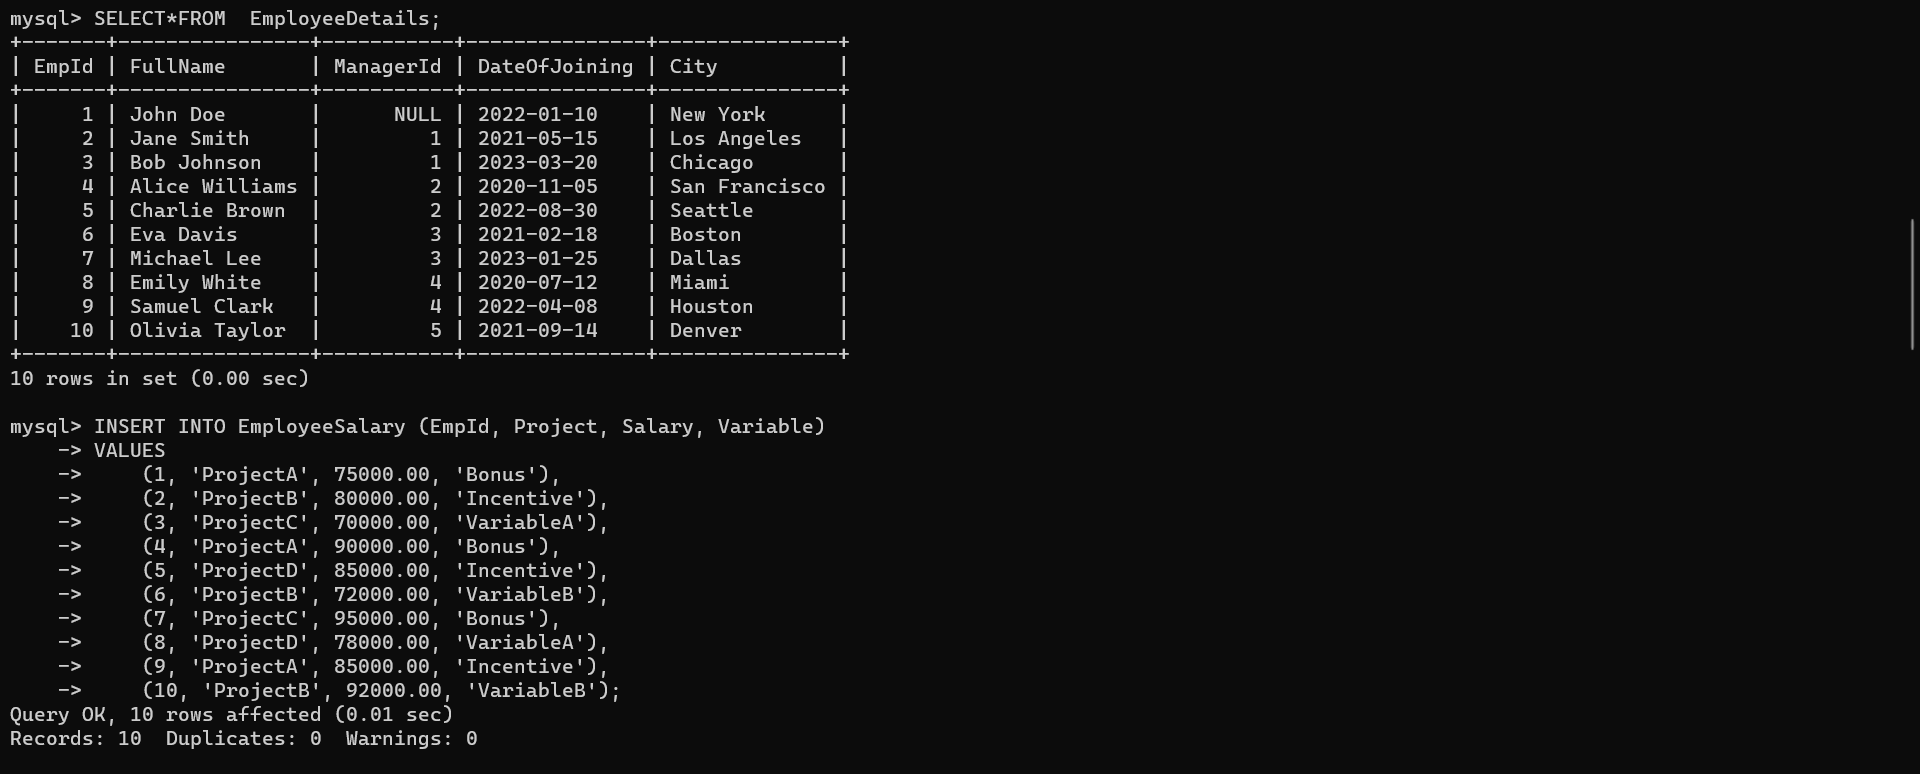 mysql> SELECT*FROM  EmployeeDetails;
+-------+----------------+-----------+---------------+---------------+
| EmpId | FullName       | ManagerId | DateOfJoining | City          |
+-------+----------------+-----------+---------------+---------------+
|     1 | John Doe       |      NULL | 2022-01-10    | New York      |
|     2 | Jane Smith     |         1 | 2021-05-15    | Los Angeles   |
|     3 | Bob Johnson    |         1 | 2023-03-20    | Chicago       |
|     4 | Alice Williams |         2 | 2020-11-05    | San Francisco |
|     5 | Charlie Brown  |         2 | 2022-08-30    | Seattle       |
|     6 | Eva Davis      |         3 | 2021-02-18    | Boston        |
|     7 | Michael Lee    |         3 | 2023-01-25    | Dallas        |
|     8 | Emily White    |         4 | 2020-07-12    | Miami         |
|     9 | Samuel Clark   |         4 | 2022-04-08    | Houston       |
|    10 | Olivia Taylor  |         5 | 2021-09-14    | Denver        |
+-------+----------------+-----------+---------------+---------------+
10 rows in set (0.00 sec)

mysql> INSERT INTO EmployeeSalary (EmpId, Project, Salary, Variable)
    -> VALUES
    ->     (1, 'ProjectA', 75000.00, 'Bonus'),
    ->     (2, 'ProjectB', 80000.00, 'Incentive'),
    ->     (3, 'ProjectC', 70000.00, 'VariableA'),
    ->     (4, 'ProjectA', 90000.00, 'Bonus'),
    ->     (5, 'ProjectD', 85000.00, 'Incentive'),
    ->     (6, 'ProjectB', 72000.00, 'VariableB'),
    ->     (7, 'ProjectC', 95000.00, 'Bonus'),
    ->     (8, 'ProjectD', 78000.00, 'VariableA'),
    ->     (9, 'ProjectA', 85000.00, 'Incentive'),
    ->     (10, 'ProjectB', 92000.00, 'VariableB');
Query OK, 10 rows affected (0.01 sec)
Records: 10  Duplicates: 0  Warnings: 0